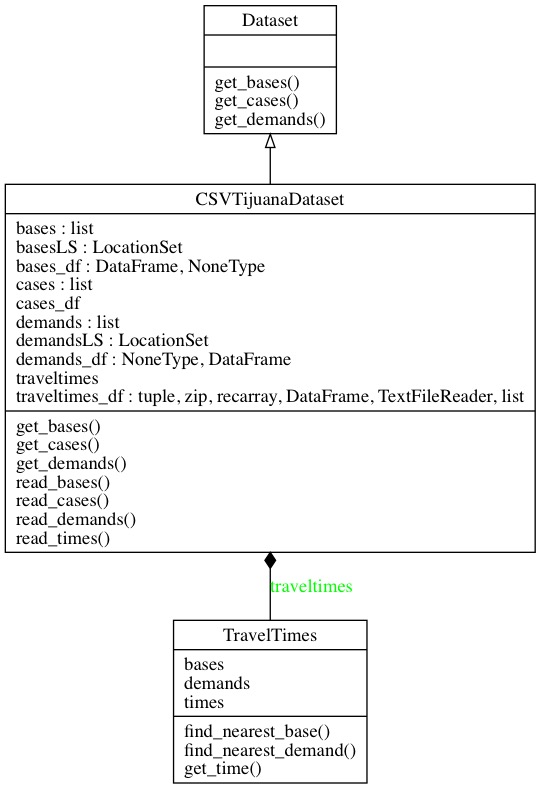 Dataset
get_bases()
get_cases()
get_demands()
CSVTijuanaDataset
bases : list
basesLS : LocationSet
bases_df : DataFrame, NoneType
cases : list
cases_df
demands : list
demandsLS : LocationSet
demands_df : NoneType, DataFrame
traveltimes
traveltimes_df : tuple, zip, recarray, DataFrame, TextFileReader, list
get_bases()
get_cases()
get_demands()
read_bases()
read_cases()
read_demands()
read_times()
traveltimes
TravelTimes
bases
demands
times
find_nearest_base()
find_nearest_demand()
get_time()